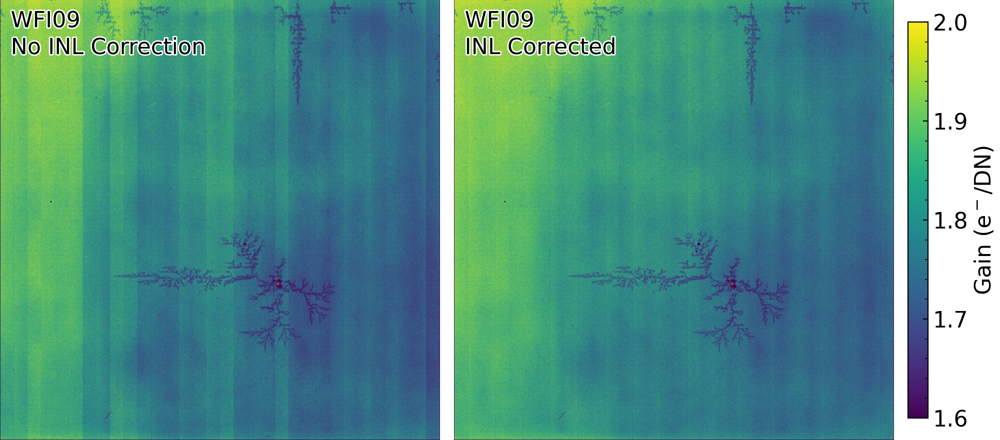 WFI09
No INL Correction
WFI09
INL Corrected
2.0
1.9
1.8
1.7
1.6
Gain (e⁻/DN)